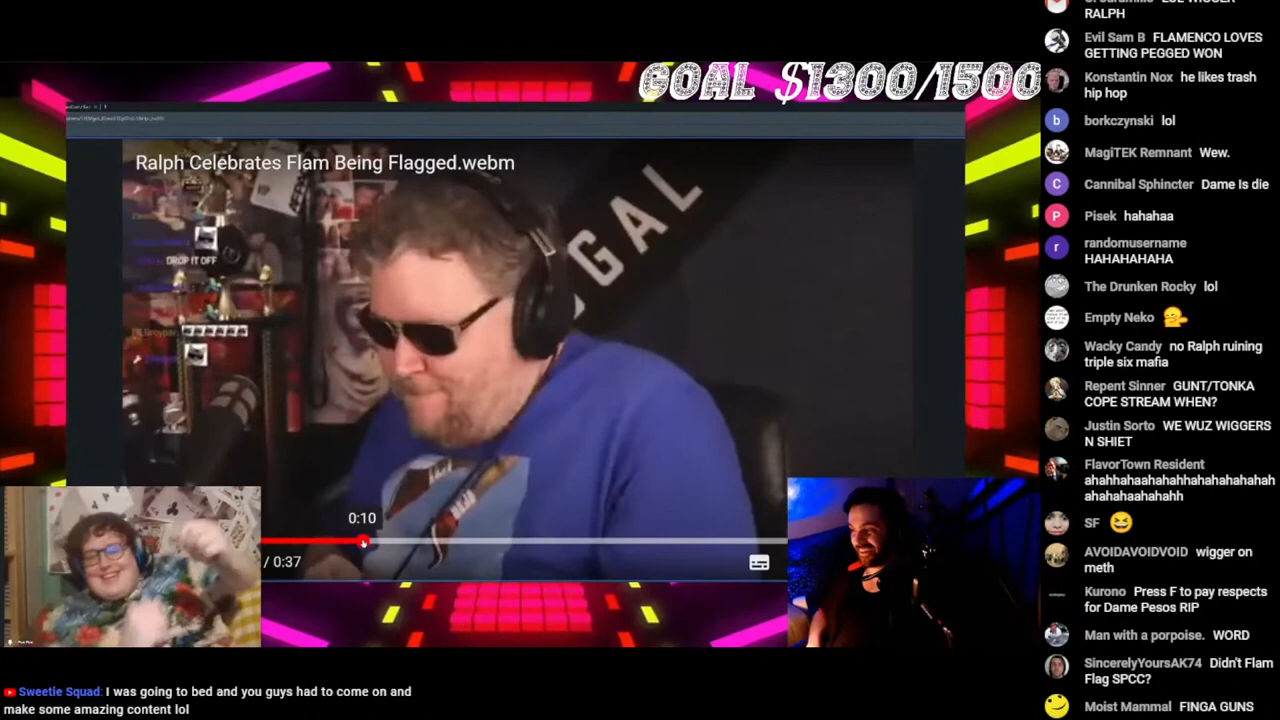 RALPH
Evil Sam B FLAMENCO LOVES
GETTING PEGGED WON
Konstantin Nox he likes trash
hip hop
borkczynski lol
MagiTEK Remnant Wew.
Cannibal Sphincter Dame Is die
Pisek hahahaa
randomusername
HAHAHAHAHA
The Drunken Rocky lol
Empty Neko
Wacky Candy no Ralph ruining
triple six mafia
Repent Sinner GUNT/TONKA
COPE STREAM WHEN?
Justin Sorto WE WUZ WIGGERS
N SHIET
FlavorTown Resident
ahahhahaahahahhahahahahahah
ahahahaahahahh
SF
AVOIDAVOIDVOID wigger on
meth
Kurono Press F to pay respects
for Dame Pesos RIP
Man with a porpoise. WORD
SincerelyYoursAK74 Didn't Flam
Flag SPCC?
Moist Mammal FINGA GUNS
GOAL $1300/1500
Ralph Celebrates Flam Being Flagged.webm
GAL
DROP IT OFF
0:10
/ 0:37
Sweetie Squad: I was going to bed and you guys had to come on and
make some amazing content lol